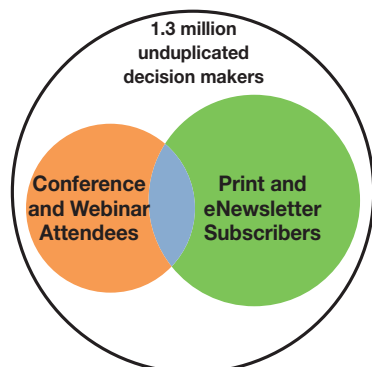 1.3 million
unduplicated
decision makers
Conference
and Webinar
Attendees
Print and
eNewsletter
Subscribers